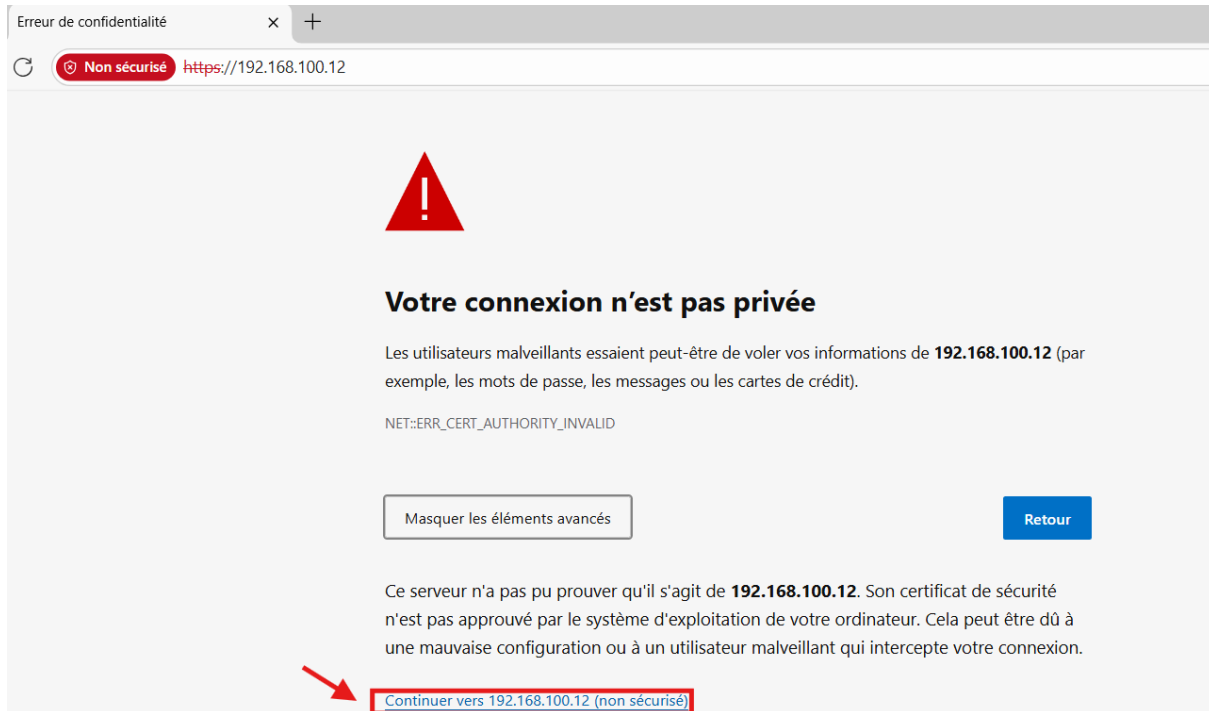 Erreur de confidentialité
Non sécurisé https://192.168.100.12
Votre connexion n’est pas privée
Les utilisateurs malveillants essaient peut-être de voler vos informations de 192.168.100.12 (par
exemple, les mots de passe, les messages ou les cartes de crédit).
NET::ERR_CERT_AUTHORITY_INVALID
Masquer les éléments avancés
Retour
Ce serveur n'a pas pu prouver qu'il s'agit de 192.168.100.12. Son certificat de sécurité
n'est pas approuvé par le système d'exploitation de votre ordinateur. Cela peut être dû à
une mauvaise configuration ou à un utilisateur malveillant qui intercepte votre connexion.
Continuer vers 192.168.100.12 (non sécurisé)